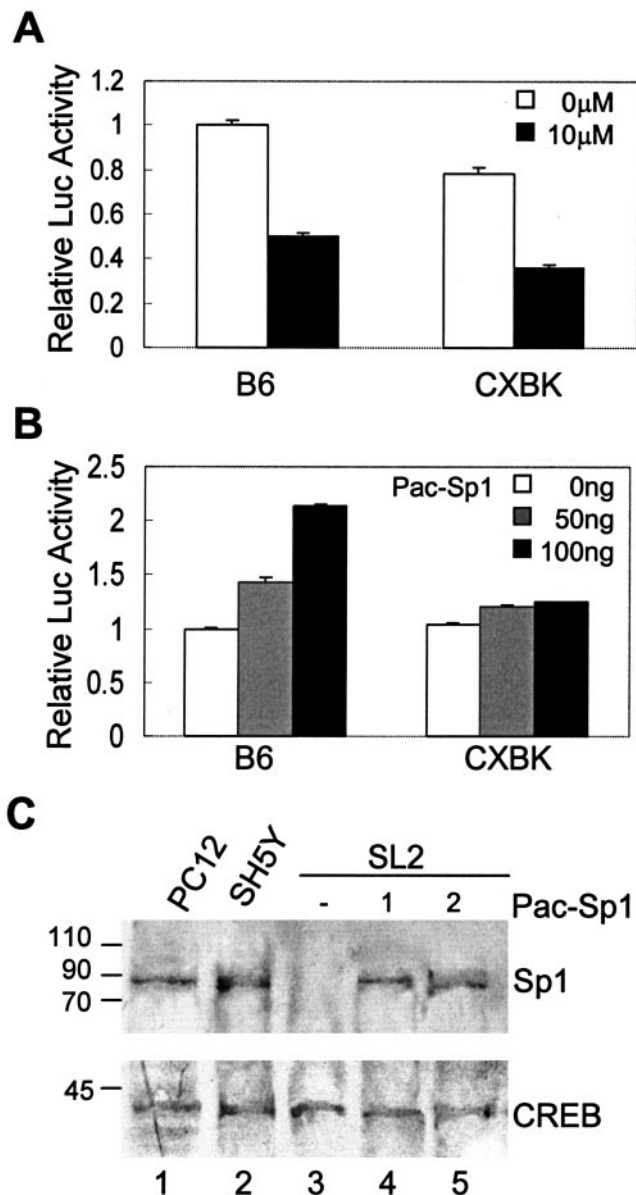 A
Relative Luc Activity
1.2
1
0.8
0.6
0.4
0.2
0
0μM
10μM
B6
CXBK
B
Relative Luc Activity
2.5
2
1.5
1
0.5
0
Pac-Sp1
0ng
50ng
100ng
B6
CXBK
C
PC12
SH5Y
SL2
- 1 2 Pac-Sp1
110
90
70
Sp1
45
CREB
1 2 3 4 5